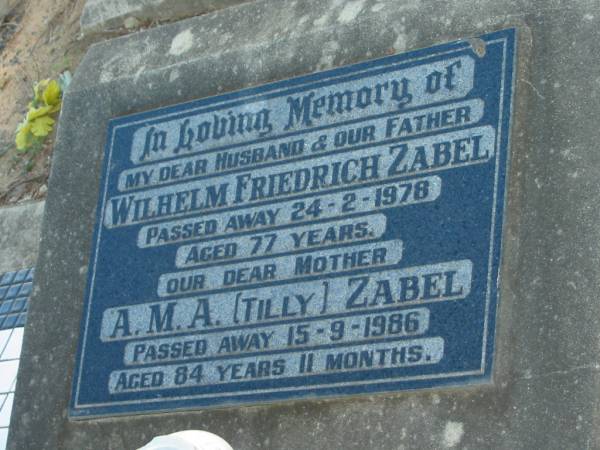 In Loving Memory of
MY DEAR HUSBAND & OUR FATHER
WILHELM FRIEDRICH ZABEL
PASSED AWAY 24-2-1978
AGED 77 YEARS.
OUR DEAR MOTHER
A.M.A. (TILLY) ZABEL
PASSED AWAY 15-9-1986
AGED 84 YEARS 11 MONTHS.